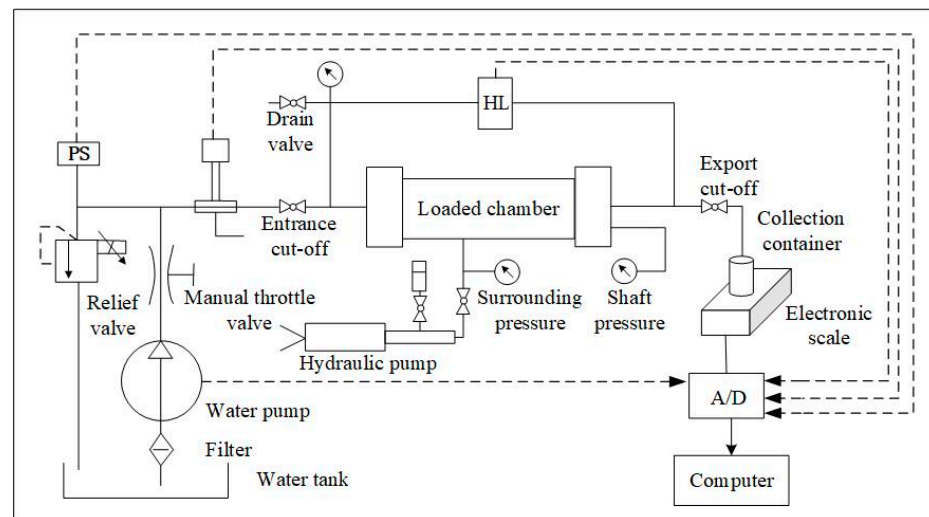 HL
Drain
valve
PS
Export
cut-off
Loaded chamber
Entrance
cut-off
Collection
container
Relief
valve
Manual throttle
valve
Surrounding
pressure
Shaft
pressure
Electronic
scale
Hydraulic pump
A/D
Water pump
Filter
Water tank
Computer